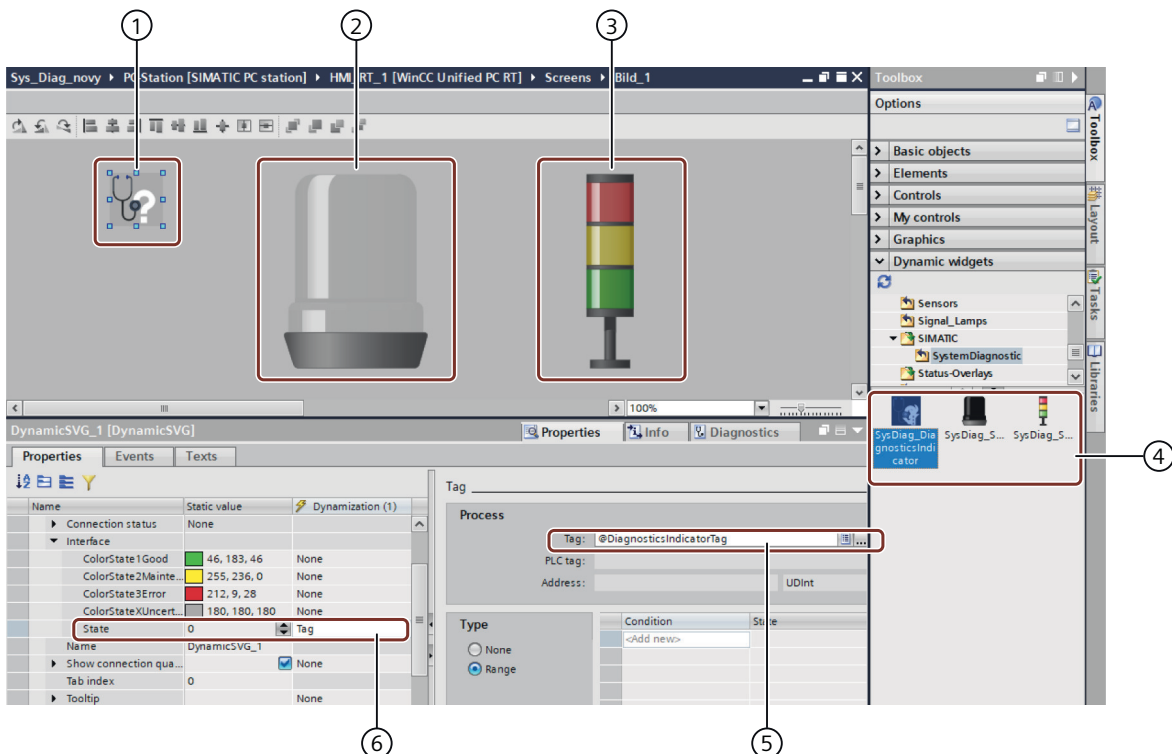 1 2 3
Sys_Diag_novy ▸ PC-Station [SIMATIC PC station] ▸ HMI_RT_1 [WinCC Unified PC RT] ▸ Screens ▸ Bild_1
Toolbox
Options
Basic objects
Elements
Controls
My controls
Graphics
Dynamic widgets
Sensors
Signal_Lamps
SIMATIC
SystemDiagnostic
Status-Overlays
SysDiag_Dia
gnosticsIndi
cator
SysDiag_S...
SysDiag_S...
4
Toolbox
Layout
Tasks
Libraries
100%
DynamicSVG_1 [DynamicSVG]
Properties Info Diagnostics
Properties Events Texts
Name Static value Dynamization (1)
Connection status None
Interface
ColorState1Good 46, 183, 46 None
ColorState2Mainte... 255, 236, 0 None
ColorState3Error 212, 9, 28 None
ColorStateXUncert... 180, 180, 180 None
State 0 Tag
Name DynamicSVG_1
Show connection qua... None
Tab index 0
Tooltip None
Tag
Process
Tag: @DiagnosticsIndicatorTag ...
PLC tag:
Address: UDInt
Type
None
Range
Condition
<Add new>
6 5